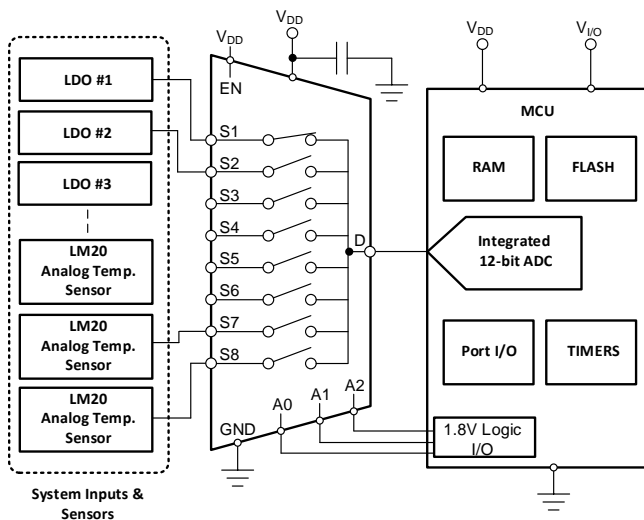 LDO #1
LDO #2
LDO #3
LM20
Analog Temp.
Sensor
LM20
Analog Temp.
Sensor
LM20
Analog Temp.
Sensor
System Inputs &
Sensors
VDD
EN
VDD
S1
S2
S3
S4
S5
S6
S7
S8
D
A0
A1
A2
GND
VDD
VI/O
MCU
RAM
FLASH
Integrated
12-bit ADC
Port I/O
TIMERS
1.8V Logic
I/O